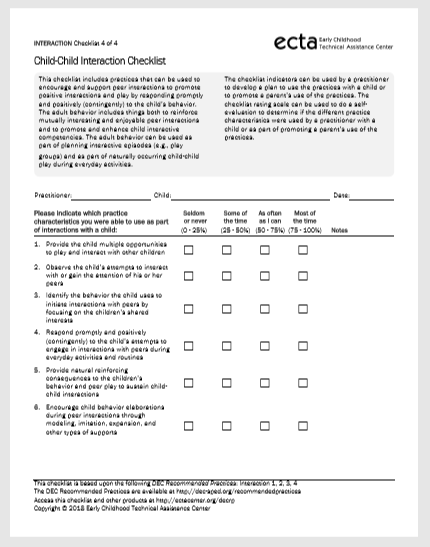 INTERACTION Checklist 4 of 4
ecta Early Childhood
Technical Assistance Center
Child-Child Interaction Checklist
This checklist includes practices that can be used to
encourage and support peer interactions to promote
positive interactions and play by responding promptly
and positively (contingently) to the child's behavior.
The adult behavior includes things both to reinforce
mutually interesting and enjoyable peer interactions
and to promote and enhance child interactive
competencies. The adult behavior can be used as
part of planning interactive episodes (e.g., play
groups) and as part of naturally occurring child-child
play during everyday activities.
The checklist indicators can be used by a practitioner
to develop a plan to use the practices with a child or
to promote a parent's use of the practices. The
checklist rating scale can be used to do a self-
evaluation to determine if the different practice
characteristics were used by a practitioner with a
child or as part of promoting a parent's use of the
practices.
Practitioner: Child: Date:
Please indicate which practice
characteristics you were able to use as part
of interactions with a child:
Seldom
or never
(0 - 25%)
Some of
the time
(25 - 50%)
As often
as I can
(50 - 75%)
Most of
the time
(75 - 100%)
Notes
1. Provide the child multiple opportunities
to play and interact with other children
2. Observe the child's attempts to interact
with or gain the attention of his or her
peers
3. Identify the behavior the child uses to
initiate interactions with peers by
focusing on the children's shared
interests
4. Respond promptly and positively
(contingently) to the child's attempts to
engage in interactions with peers during
everyday activities and routines
5. Provide natural reinforcing
consequences to the children's
behavior and peer play to sustain child-
child interactions
6. Encourage child behavior elaborations
during peer interactions through
modeling, imitation, expansion, and
other types of supports
This checklist is based upon the following DEC Recommended Practices: Interaction 1, 2, 3, 4
The DEC Recommended Practices are available at http://decsped.org/recommendedpractices
Access this checklist and other products at http://ectacenter.org/decrp
Copyright © 2018 Early Childhood Technical Assistance Center